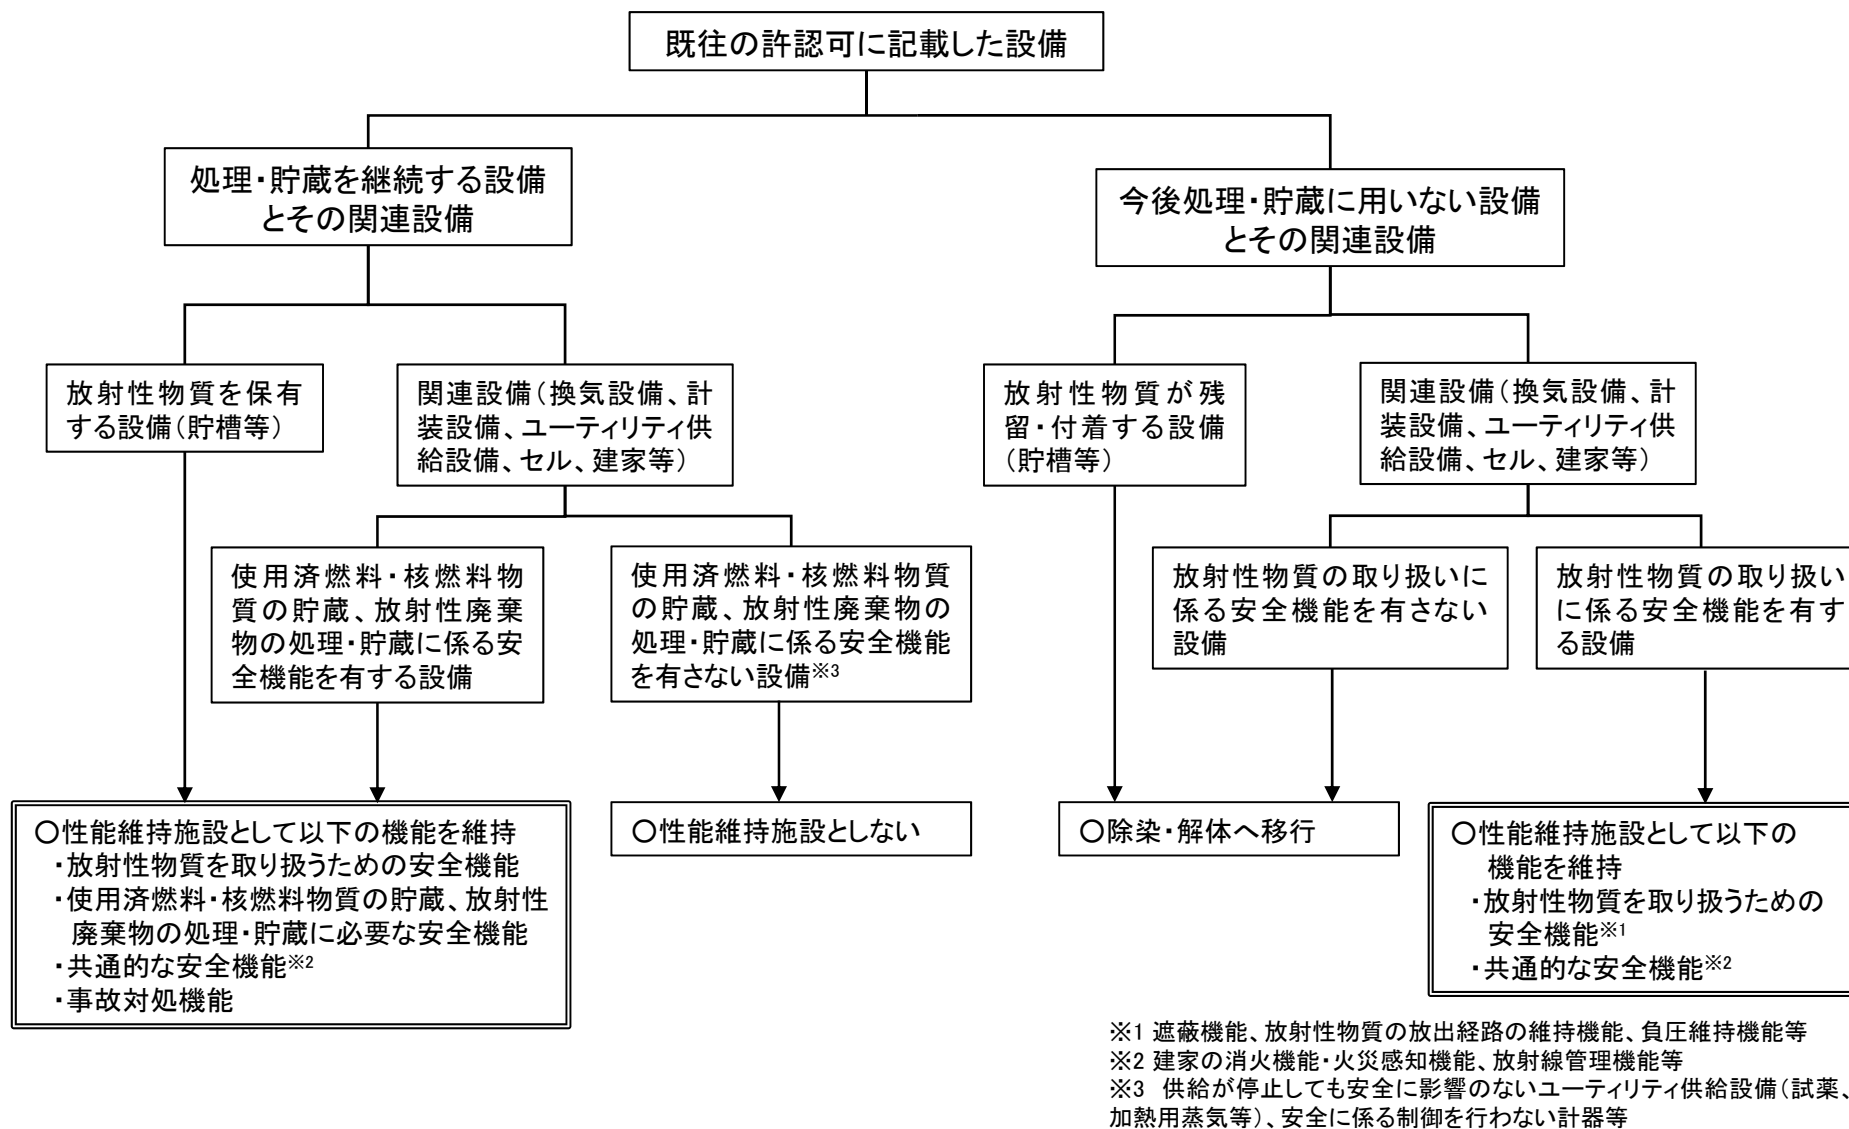 既往の許認可に記載した設備
処理・貯蔵を継続する設備
とその関連設備
今後処理・貯蔵に用いない設備
とその関連設備
放射性物質を保有
する設備（貯槽等）
関連設備（換気設備、計
装設備、ユーティリティ供
給設備、セル、建家等）
放射性物質が残
留・付着する設備
（貯槽等）
関連設備（換気設備、計
装設備、ユーティリティ供
給設備、セル、建家等）
使用済燃料・核燃料物
質の貯蔵、放射性廃棄
物の処理・貯蔵に係る安
全機能を有する設備
使用済燃料・核燃料物質
の貯蔵、放射性廃棄物の
処理・貯蔵に係る安全機能
を有さない設備※3
放射性物質の取り扱いに
係る安全機能を有さない
設備
放射性物質の取り扱い
に係る安全機能を有す
る設備
○性能維持施設として以下の機能を維持
・放射性物質を取り扱うための安全機能
・使用済燃料・核燃料物質の貯蔵、放射性
廃棄物の処理・貯蔵に必要な安全機能
・共通的な安全機能※2
・事故対処機能
○性能維持施設としない
○除染・解体へ移行
○性能維持施設として以下の
機能を維持
・放射性物質を取り扱うための
安全機能※1
・共通的な安全機能※2
※1 遮蔽機能、放射性物質の放出経路の維持機能、負圧維持機能等
※2 建家の消火機能・火災感知機能、放射線管理機能等
※3 供給が停止しても安全に影響のないユーティリティ供給設備（試薬、
加熱用蒸気等）、安全に係る制御を行わない計器等